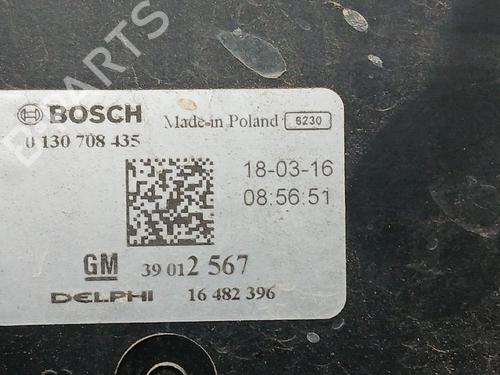 BOSCH Made in Poland 6230
0 130 708 435
18-03-16
08:56:51
GM 39 012 567
DELPHI 16 482 396
PARTS